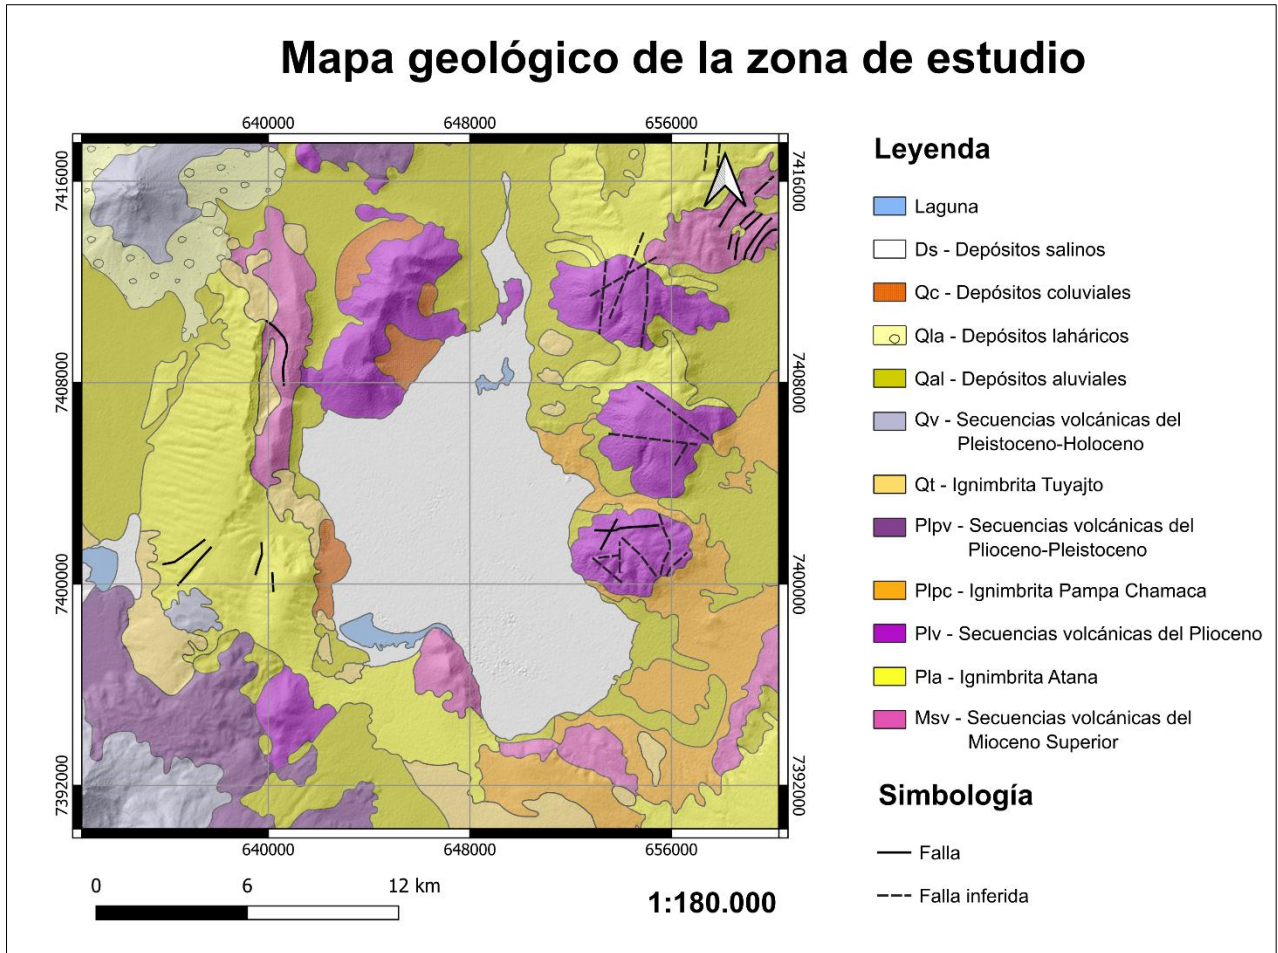 Mapa geológico de la zona de estudio
640000
648000
656000
7416000
7408000
7400000
7392000
7416000
7408000
7400000
7392000
640000
648000
656000
0
6
12 km
1:180.000
Leyenda
Laguna
Ds - Depósitos salinos
Qc - Depósitos coluviales
Qla - Depósitos laháricos
Qal - Depósitos aluviales
Qv - Secuencias volcánicas del
Pleistoceno-Holoceno
Qt - Ignimbrita Tuyajto
Plpv - Secuencias volcánicas del
Plioceno-Pleistoceno
Plpc - Ignimbrita Pampa Chamaca
Plv - Secuencias volcánicas del Plioceno
Pla - Ignimbrita Atana
Msv - Secuencias volcánicas del
Mioceno Superior
Simbología
Falla
Falla inferida